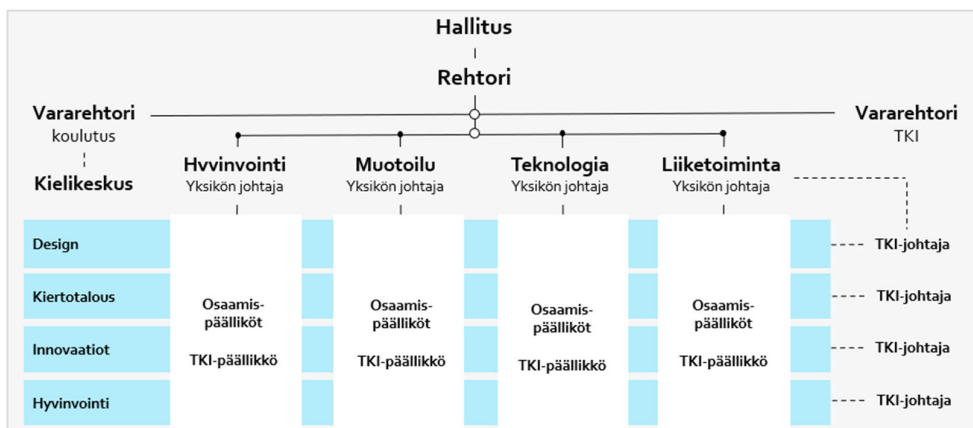 Hallitus
Rehtori
Vararehtori
koulutus
Vararehtori
TKI
Kielikeskus
Hvvinvointi
Yksikön johtaja
Muotoilu
Yksikön johtaja
Teknologia
Yksikön johtaja
Liiketoiminta
Yksikön johtaja
Design
Kiertotalous
Innovaatiot
Hyvinvointi
Osaamis-
päälliköt
TKI-päällikkö
Osaamis-
päälliköt
TKI-päällikkö
Osaamis-
päälliköt
TKI-päällikkö
Osaamis-
päälliköt
TKI-päällikkö
TKI-johtaja
TKI-johtaja
TKI-johtaja
TKI-johtaja